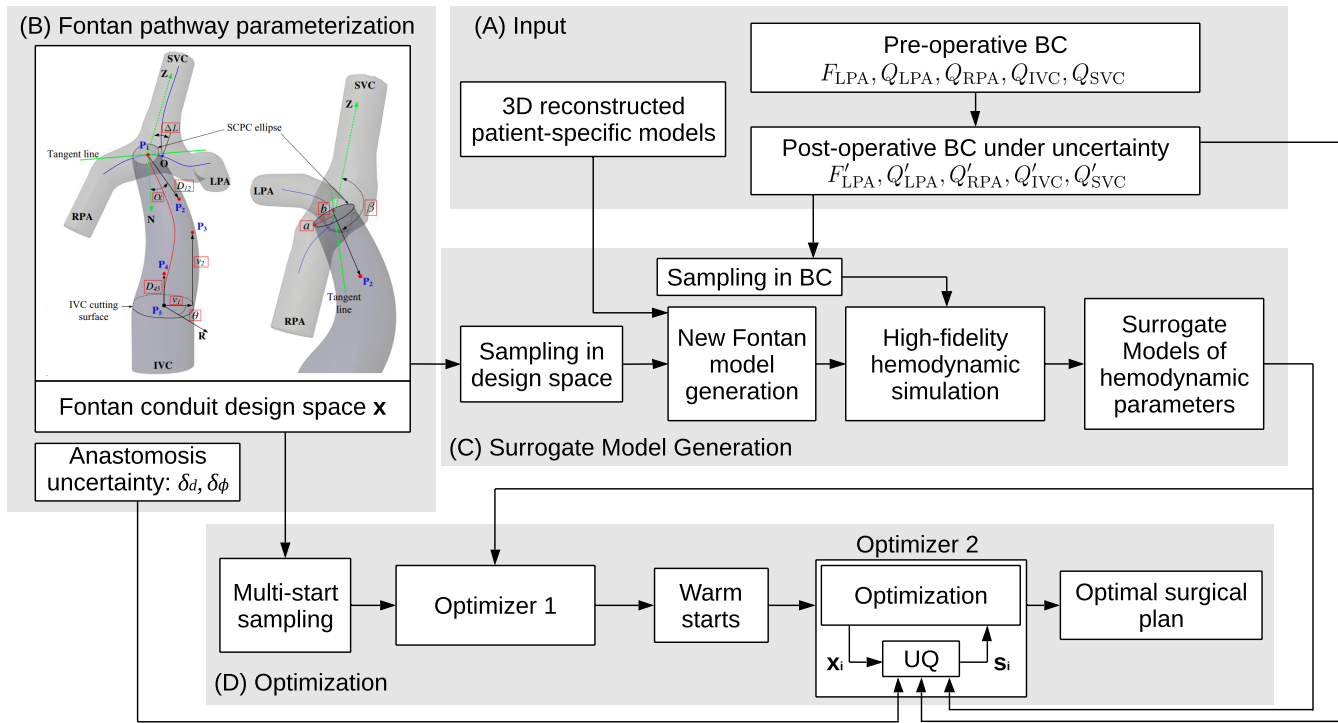 (B) Fontan pathway parameterization
SVC
Z
ΔL
SCPC ellipse
P1
Tangent line
O
LPA
D12
α
P2
N
RPA
P3
v2
P4
D45
v1
IVC cutting
surface
P5
θ
R
IVC
SVC
Z
LPA
b
β
a
P2
Tangent
line
RPA
Fontan conduit design space x
Anastomosis
uncertainty: δd, δϕ
(A) Input
3D reconstructed
patient-specific models
Pre-operative BC
F_LPA, Q_LPA, Q_RPA, Q_IVC, Q_SVC
Post-operative BC under uncertainty
F′_LPA, Q′_LPA, Q′_RPA, Q′_IVC, Q′_SVC
Sampling in BC
Sampling in
design space
New Fontan
model
generation
High-fidelity
hemodynamic
simulation
Surrogate
Models of
hemodynamic
parameters
(C) Surrogate Model Generation
Multi-start
sampling
Optimizer 1
Warm
starts
Optimizer 2
Optimization
xi
UQ
si
Optimal surgical
plan
(D) Optimization